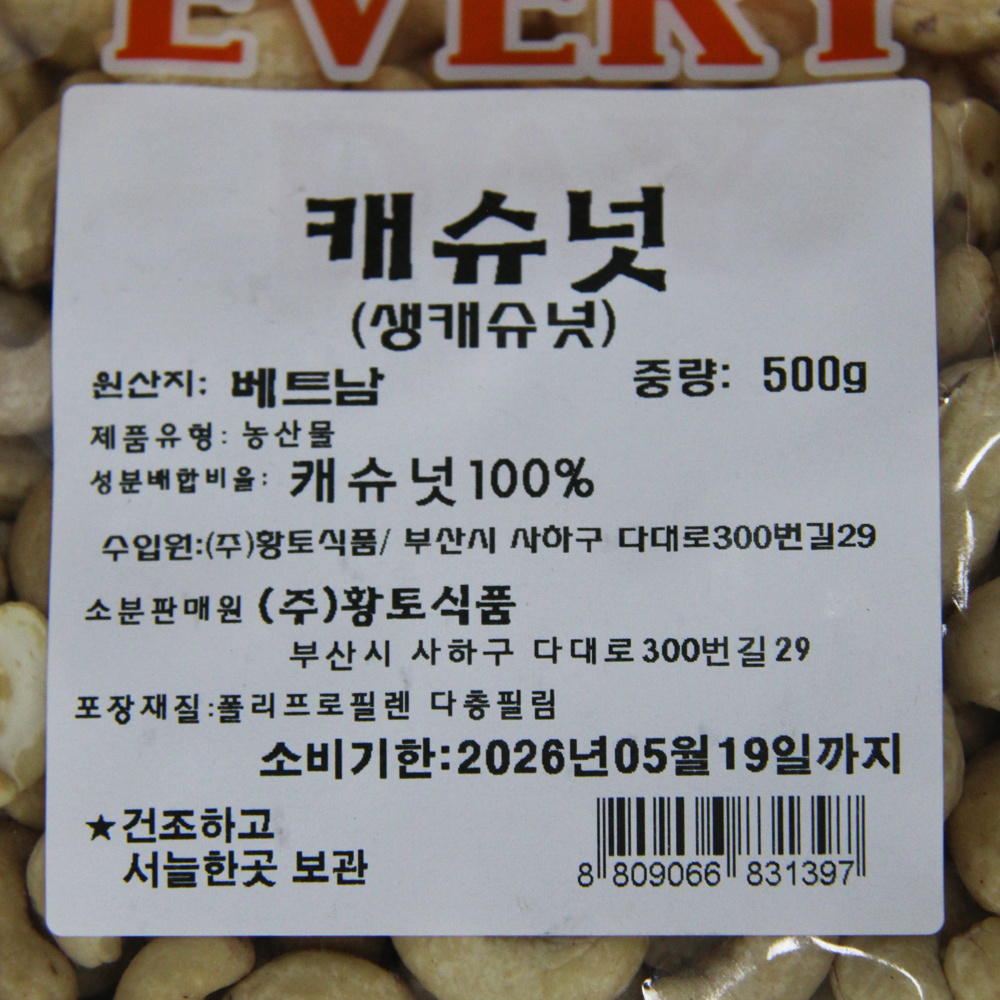 EVERY
DAY
캐슈넛
(생캐슈넛)
원산지: 베트남 중량: 500g
제품유형: 농산물
성분배합비율: 캐슈넛100%
수입원:(주)황토식품/ 부산시 사하구 다대로300번길29
소분판매원 (주)황토식품
부산시 사하구 다대로300번길29
포장재질:폴리프로필렌 다층필림
소비기한:2026년05월19일까지
★건조하고
서늘한곳 보관
8 809066 831397